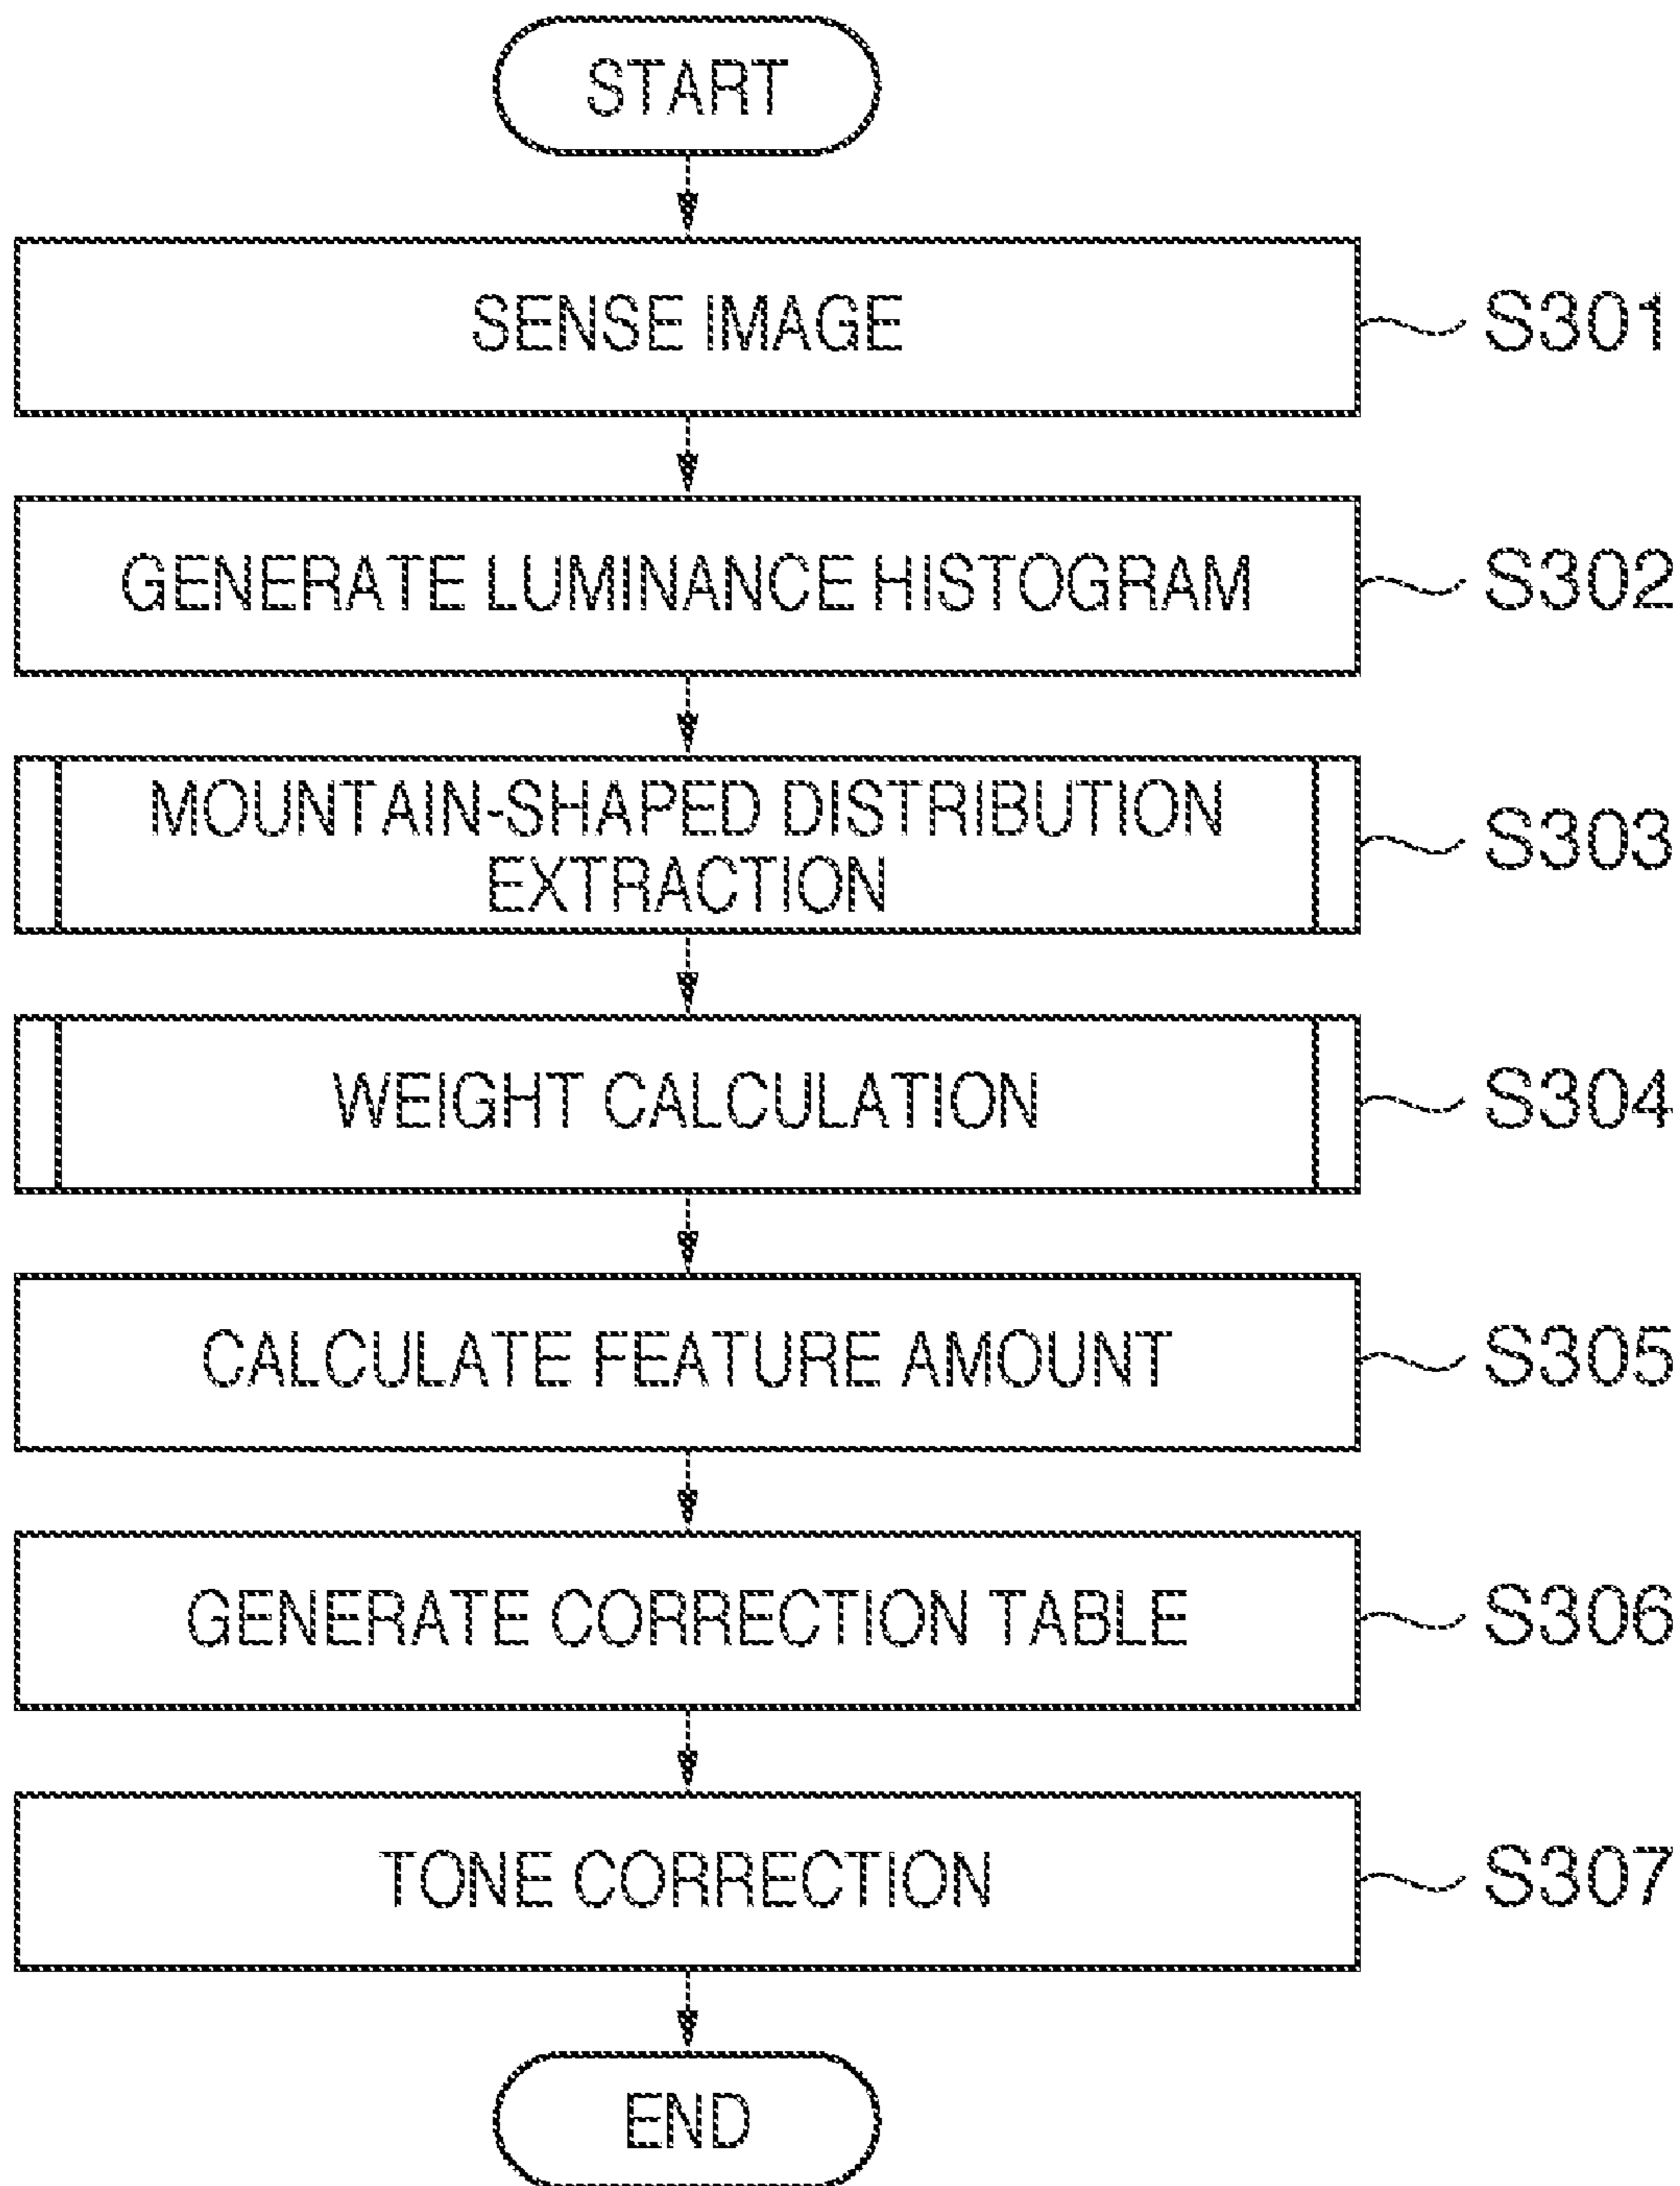 START
SENSE IMAGE
S301
GENERATE LUMINANCE HISTOGRAM
S302
MOUNTAIN-SHAPED DISTRIBUTION
EXTRACTION
S303
WEIGHT CALCULATION
S304
CALCULATE FEATURE AMOUNT
S305
GENERATE CORRECTION TABLE
S306
TONE CORRECTION
S307
END